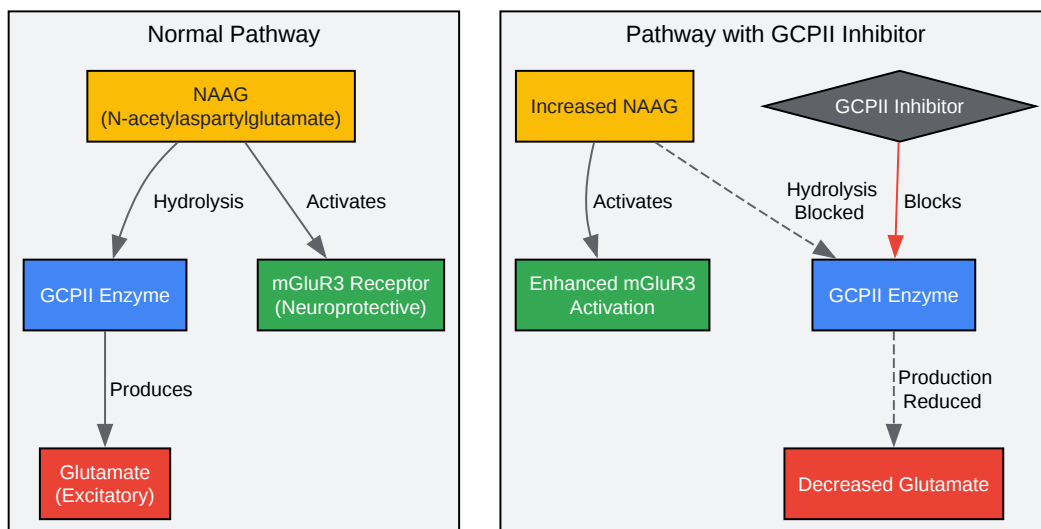 Normal Pathway
NAAG
(N-acetylaspartylglutamate)
Hydrolysis
Activates
GCPII Enzyme
mGluR3 Receptor
(Neuroprotective)
Produces
Glutamate
(Excitatory)
Pathway with GCPII Inhibitor
Increased NAAG
GCPII Inhibitor
Activates
Hydrolysis
Blocked
Blocks
Enhanced mGluR3
Activation
GCPII Enzyme
Production
Reduced
Decreased Glutamate